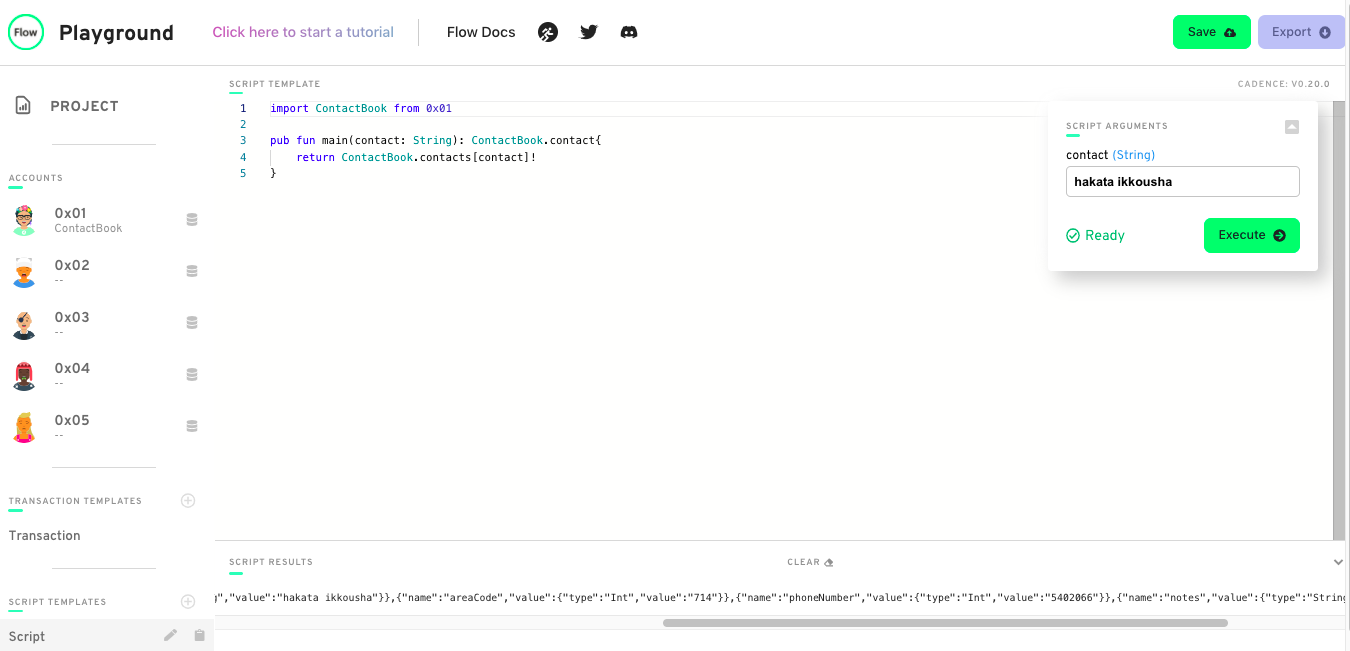 Flow
Playground
Click here to start a tutorial
Flow Docs
Save
Export
PROJECT
ACCOUNTS
0x01
ContactBook
0x02
--
0x03
--
0x04
--
0x05
--
TRANSACTION TEMPLATES
Transaction
SCRIPT TEMPLATES
Script
SCRIPT TEMPLATE
CADENCE: V0.20.0
1 import ContactBook from 0x01
2
3 pub fun main(contact: String): ContactBook.contact{
4 return ContactBook.contacts[contact]!
5 }
SCRIPT ARGUMENTS
contact (String)
hakata ikkousha
Ready
Execute
SCRIPT RESULTS
CLEAR
g","value":"hakata ikkousha"}},{"name":"areaCode","value":{"type":"Int","value":"714"}},{"name":"phoneNumber","value":{"type":"Int","value":"5402066"}},{"name":"notes","value":{"type":"String